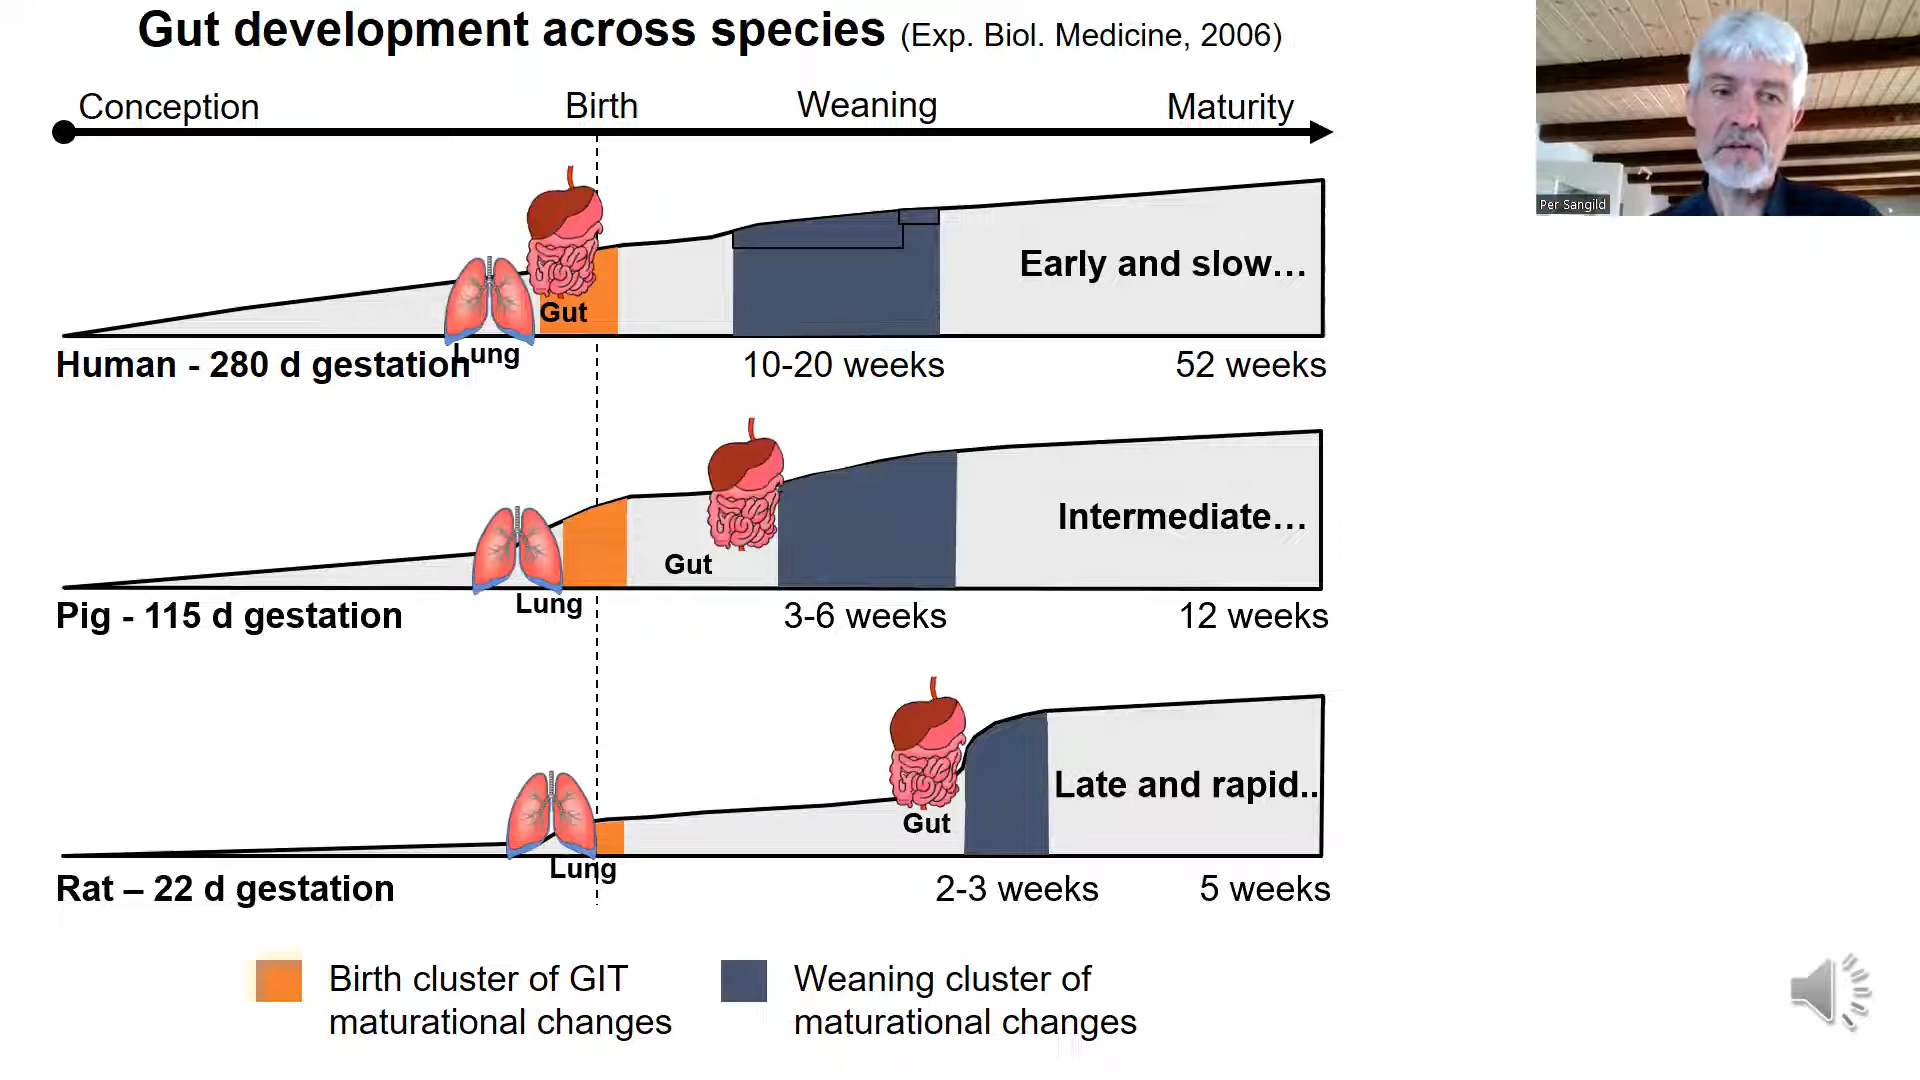 Gut development across species (Exp. Biol. Medicine, 2006)
Conception Birth Weaning Maturity
Per Sangild
Early and slow...
Gut
Lung
Human - 280 d gestation 10-20 weeks 52 weeks
Intermediate...
Gut
Lung
Pig - 115 d gestation 3-6 weeks 12 weeks
Late and rapid..
Gut
Lung
Rat – 22 d gestation 2-3 weeks 5 weeks
Birth cluster of GIT
maturational changes
Weaning cluster of
maturational changes